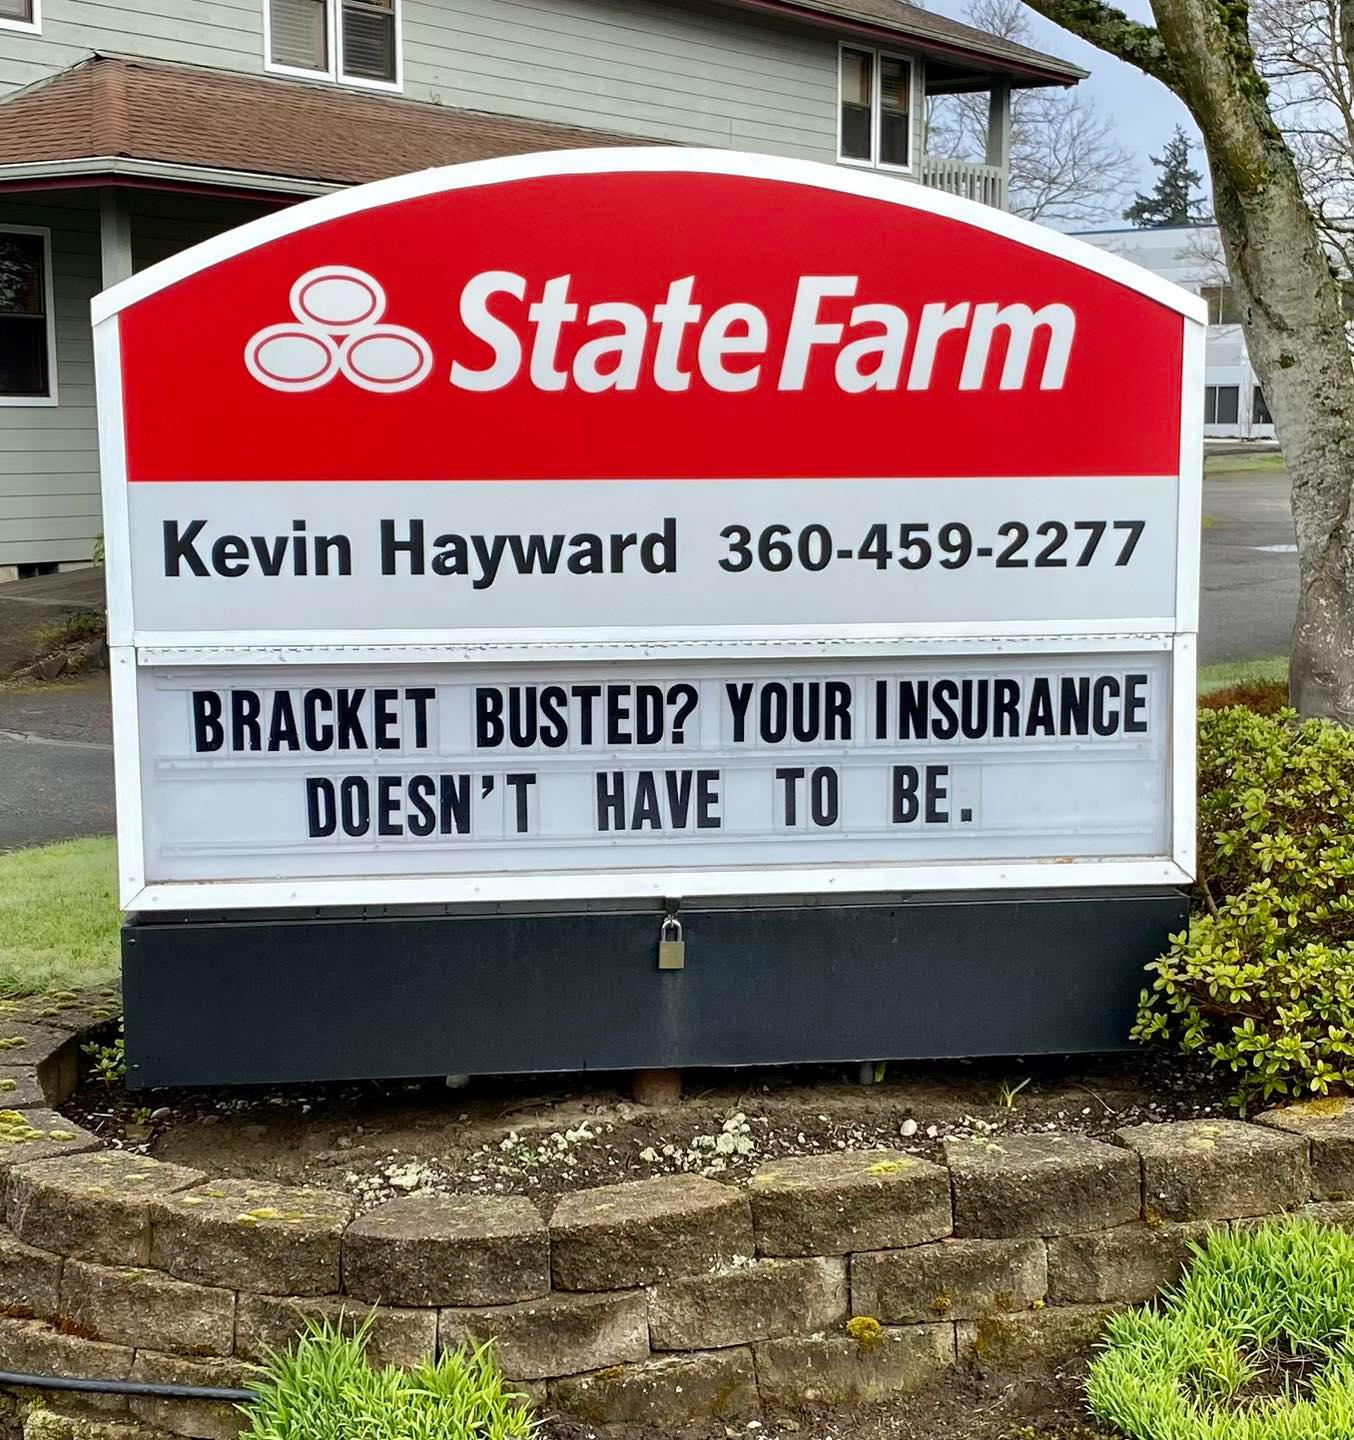 State Farm
Kevin Hayward 360-459-2277
BRACKET BUSTED? YOUR INSURANCE
DOESN'T HAVE TO BE.